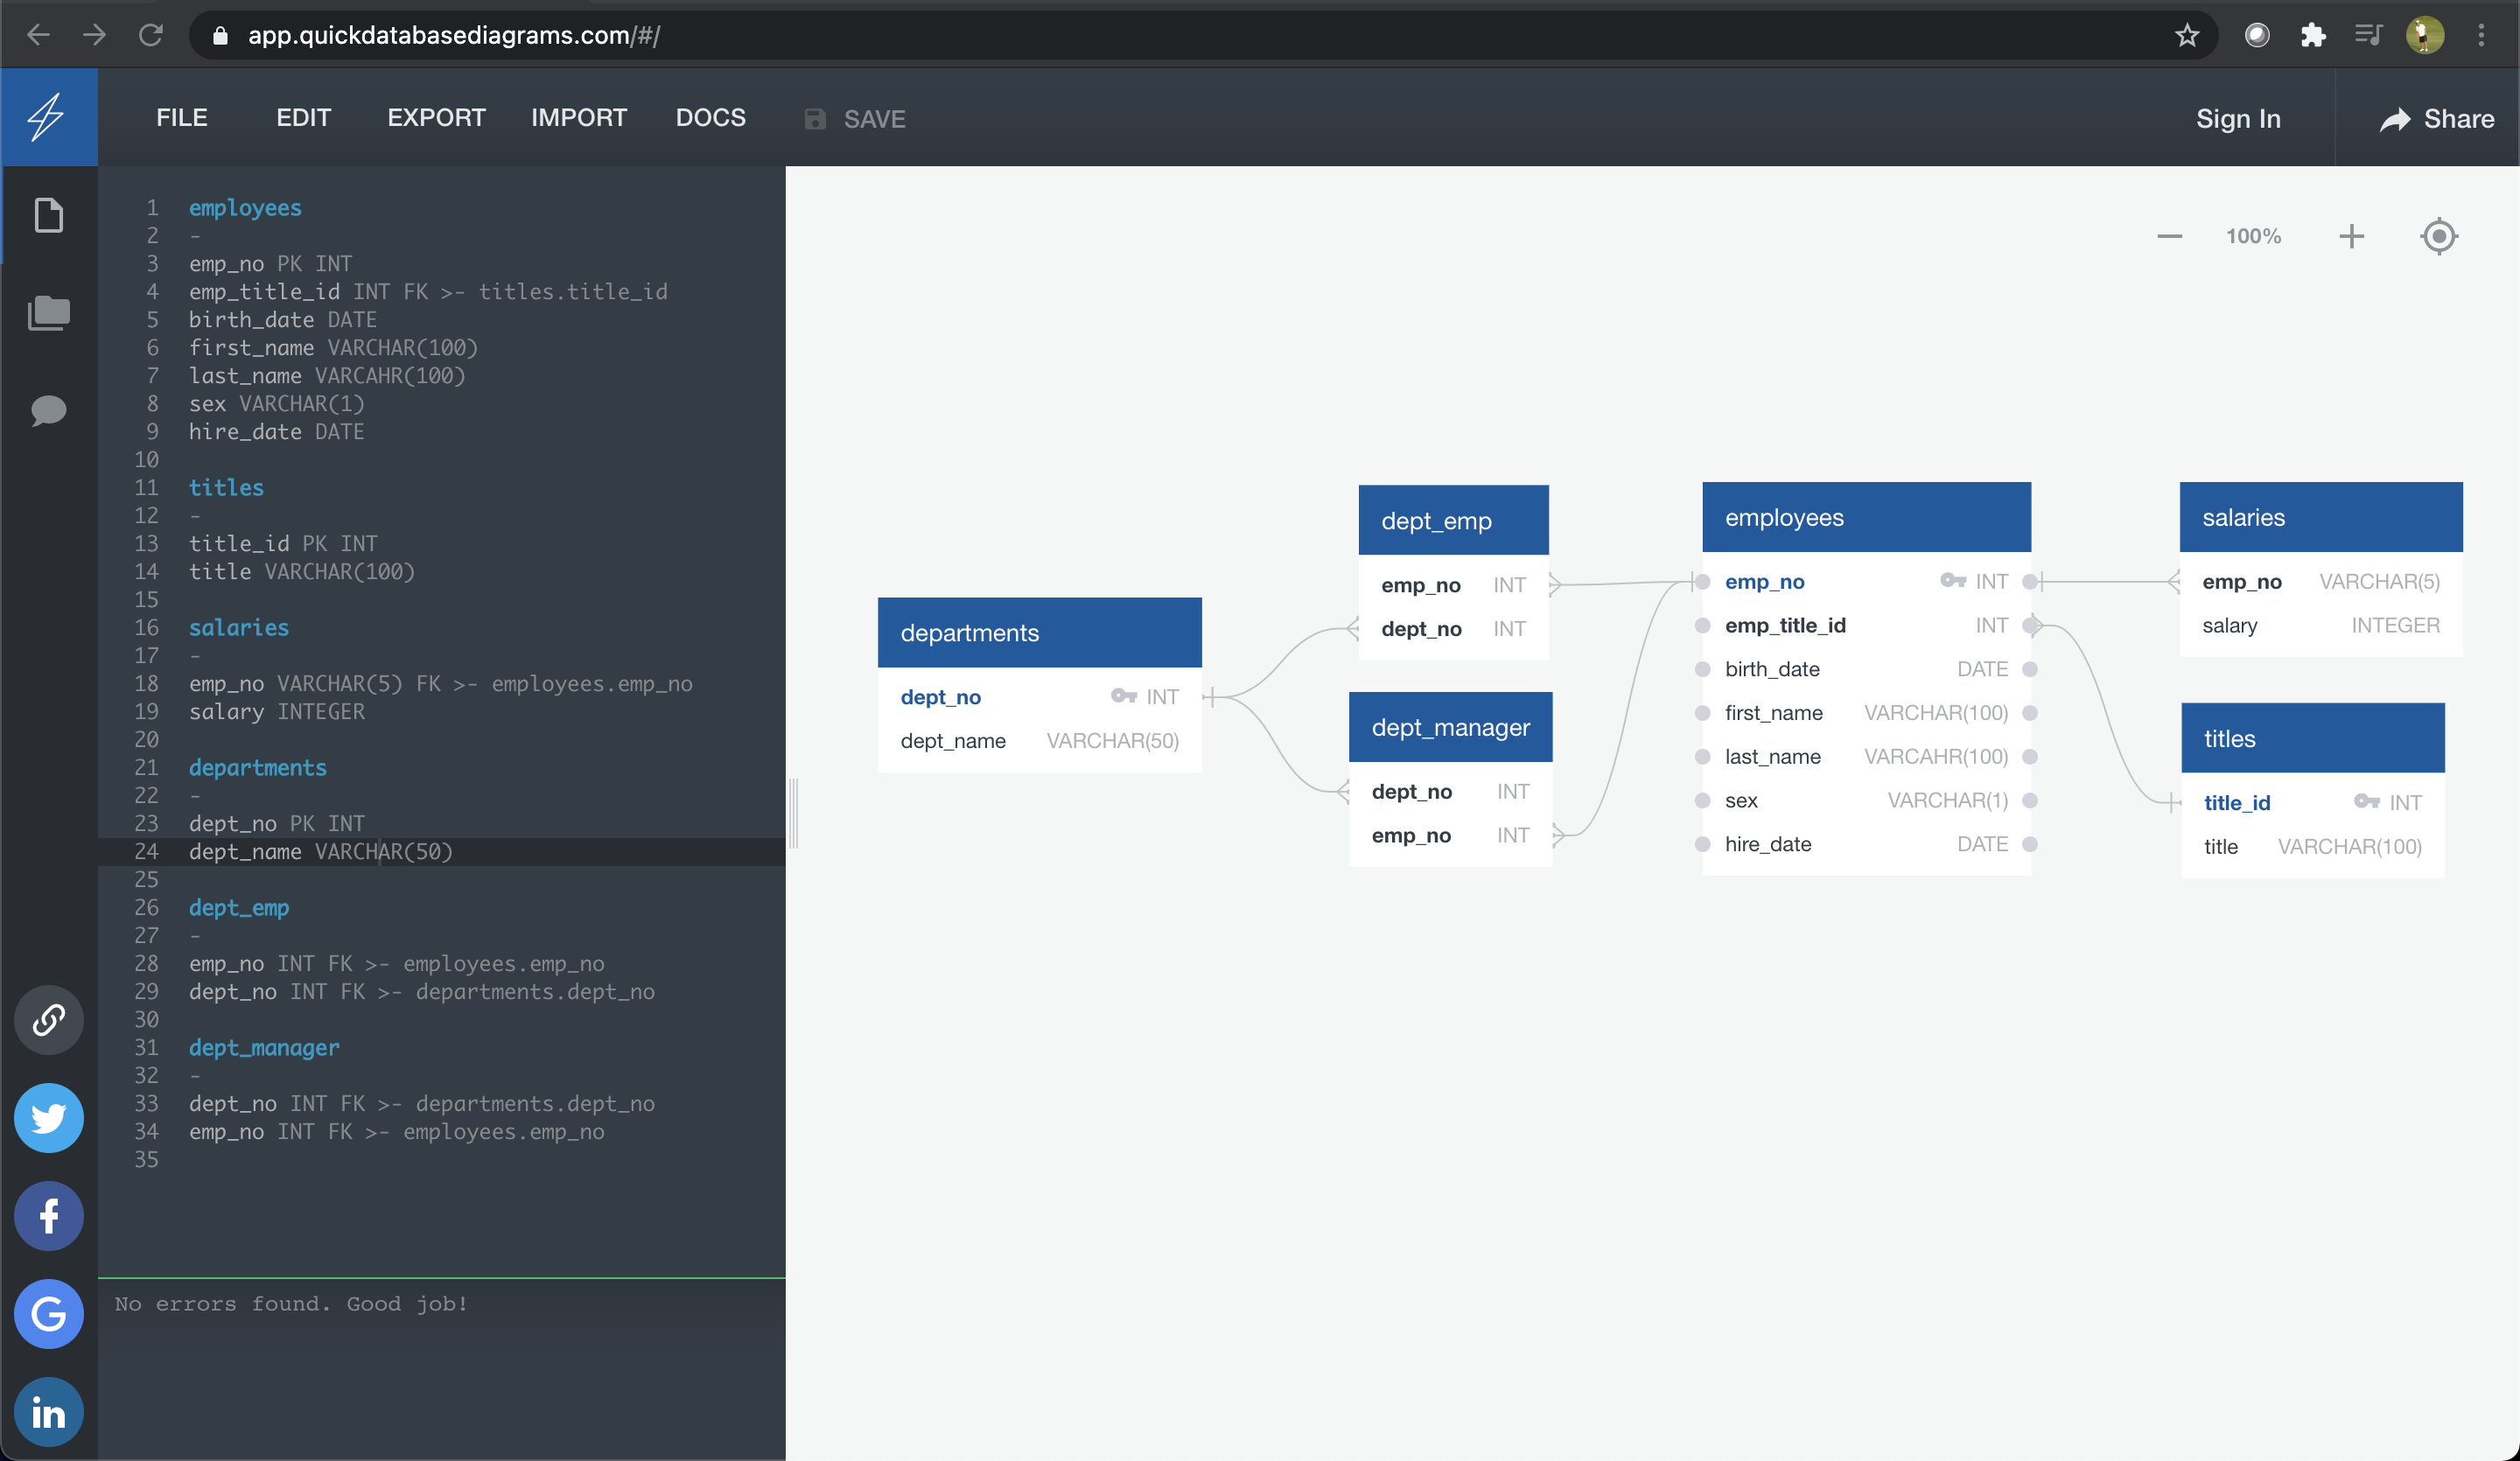 app.quickdatabasediagrams.com/#/
FILE EDIT EXPORT IMPORT DOCS SAVE Sign In Share
1 employees
2 -
3 emp_no PK INT
4 emp_title_id INT FK >- titles.title_id
5 birth_date DATE
6 first_name VARCHAR(100)
7 last_name VARCAHR(100)
8 sex VARCHAR(1)
9 hire_date DATE
10
11 titles
12 -
13 title_id PK INT
14 title VARCHAR(100)
15
16 salaries
17 -
18 emp_no VARCHAR(5) FK >- employees.emp_no
19 salary INTEGER
20
21 departments
22 -
23 dept_no PK INT
24 dept_name VARCHAR(50)
25
26 dept_emp
27 -
28 emp_no INT FK >- employees.emp_no
29 dept_no INT FK >- departments.dept_no
30
31 dept_manager
32 -
33 dept_no INT FK >- departments.dept_no
34 emp_no INT FK >- employees.emp_no
35
No errors found. Good job!
100%
departments
dept_no INT
dept_name VARCHAR(50)
dept_emp
emp_no INT
dept_no INT
dept_manager
dept_no INT
emp_no INT
employees
emp_no INT
emp_title_id INT
birth_date DATE
first_name VARCHAR(100)
last_name VARCAHR(100)
sex VARCHAR(1)
hire_date DATE
salaries
emp_no VARCHAR(5)
salary INTEGER
titles
title_id INT
title VARCHAR(100)
f
G
in